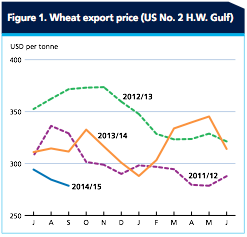 Figure 1. Wheat export price (US No. 2 H.W. Gulf)
USD per tonne
400
2012/13
350
2013/14
300
2011/12
2014/15
250
J A S O N D J F M A M J